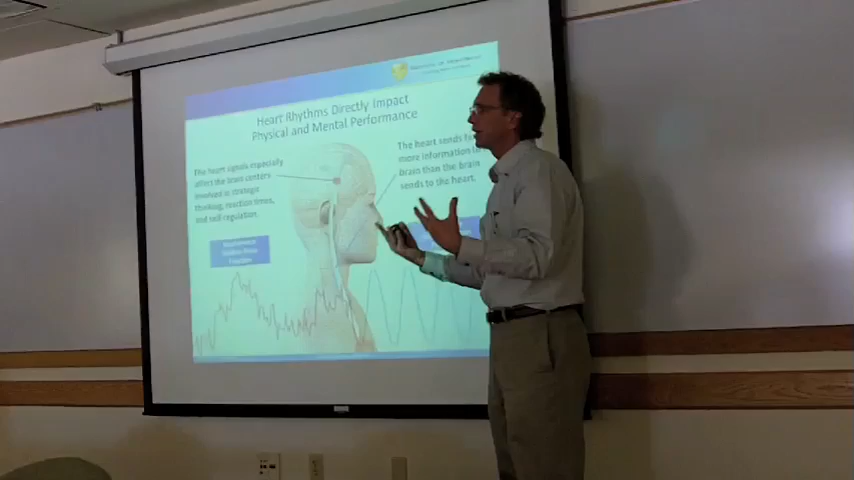 Heart Rhythms Directly Impact
Physical and Mental Performance
The heart signals especially
affect the brain centers
involved in strategic
thinking, reaction times,
and self regulation.
The heart sends
more information
brain than the brain
sends to the heart.